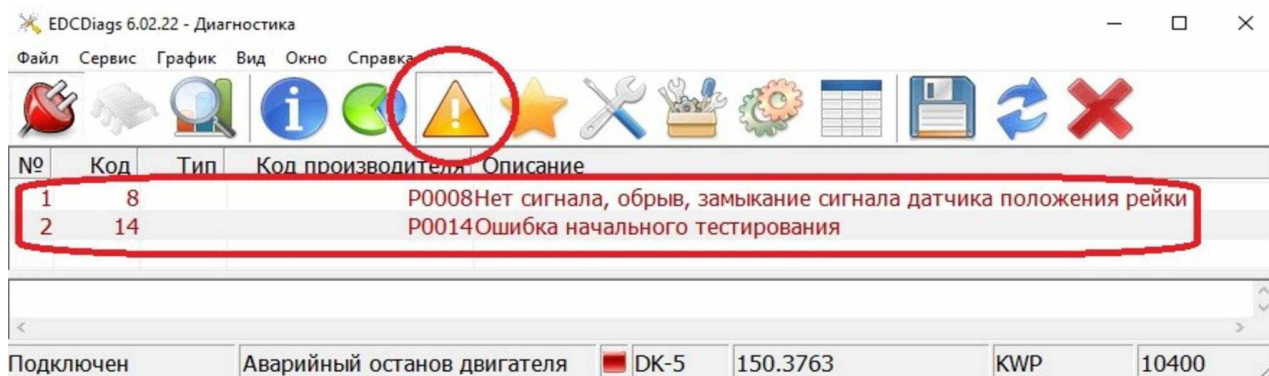 EDCDiags 6.02.22 - Диагностика
Файл Сервис График Вид Окно Справка
№ Код Тип Код производителя Описание
1 8 P0008 Нет сигнала, обрыв, замыкание сигнала датчика положения рейки
2 14 P0014 Ошибка начального тестирования
Подключен Аварийный останов двигателя DK-5 150.3763 KWP 10400